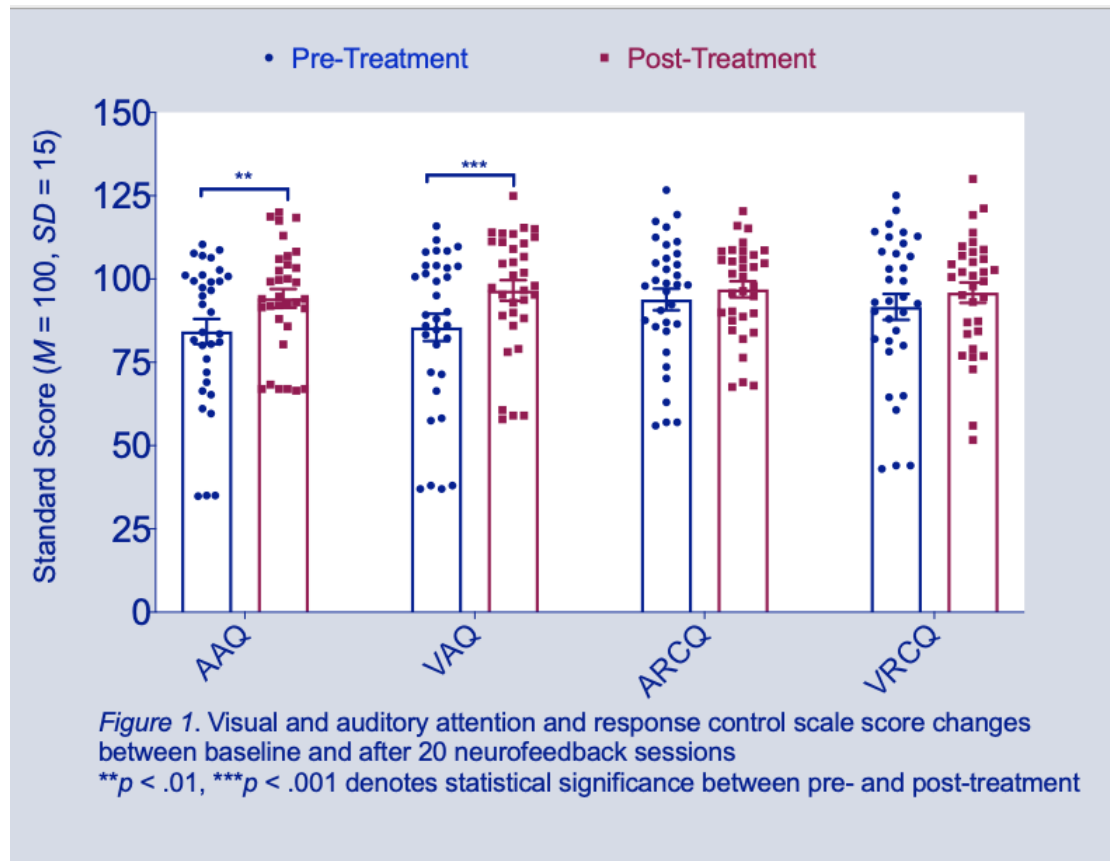 Pre-Treatment
Post-Treatment
Standard Score (M = 100, SD = 15)
150
125
100
75
50
25
0
**
***
AAQ
VAQ
ARCQ
VRCQ
Figure 1. Visual and auditory attention and response control scale score changes
between baseline and after 20 neurofeedback sessions
**p < .01, ***p < .001 denotes statistical significance between pre- and post-treatment